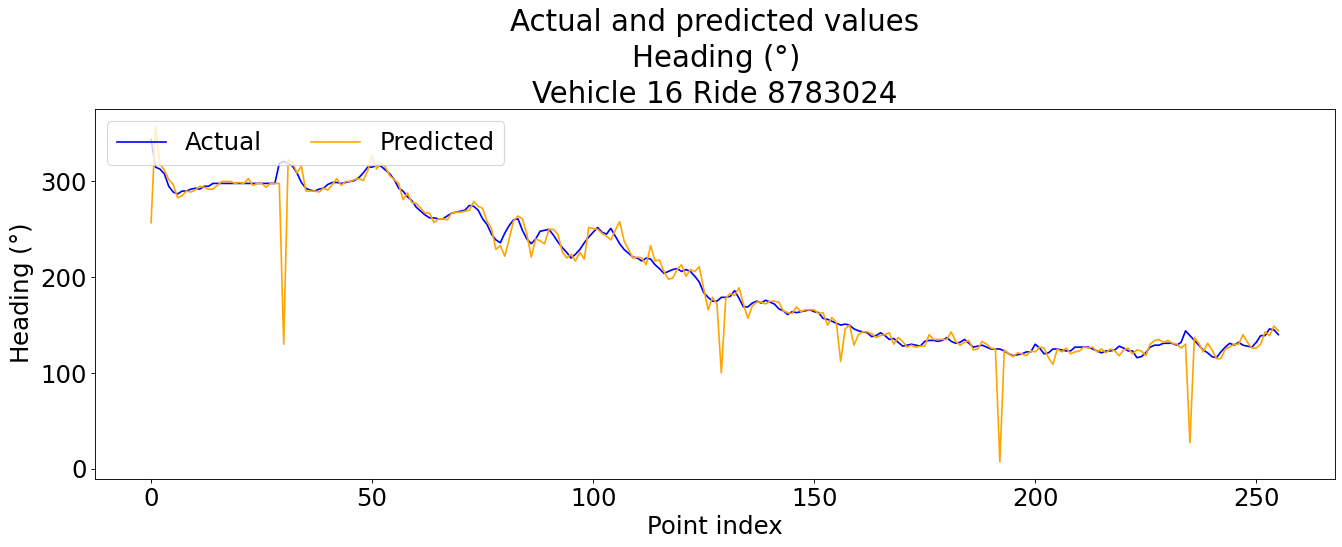 Actual and predicted values
Heading (°)
Vehicle 16 Ride 8783024
Actual
Predicted
Heading (°)
300
200
100
0
0 50 100 150 200 250
Point index